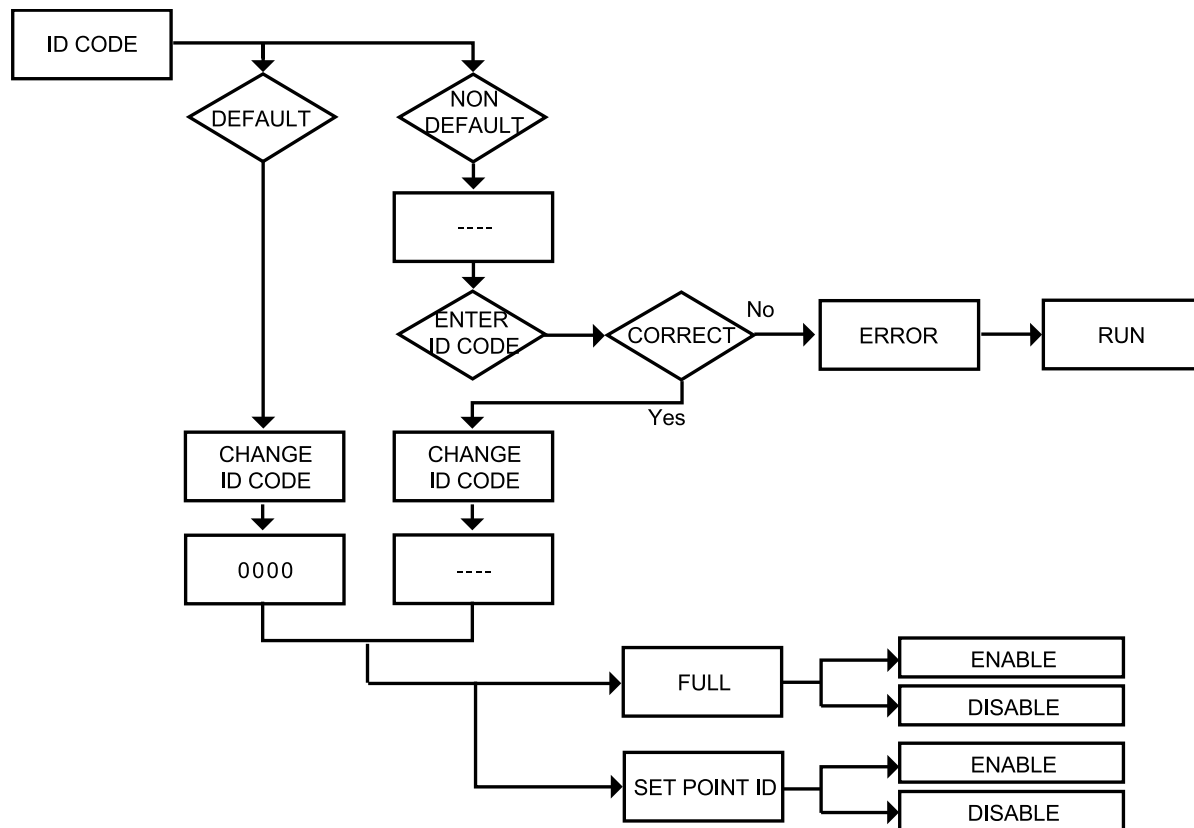 ID CODE
DEFAULT
NON
DEFAULT
----
ENTER
ID CODE
CORRECT
No
ERROR
RUN
Yes
CHANGE
ID CODE
CHANGE
ID CODE
0000
----
FULL
ENABLE
DISABLE
SET POINT ID
ENABLE
DISABLE